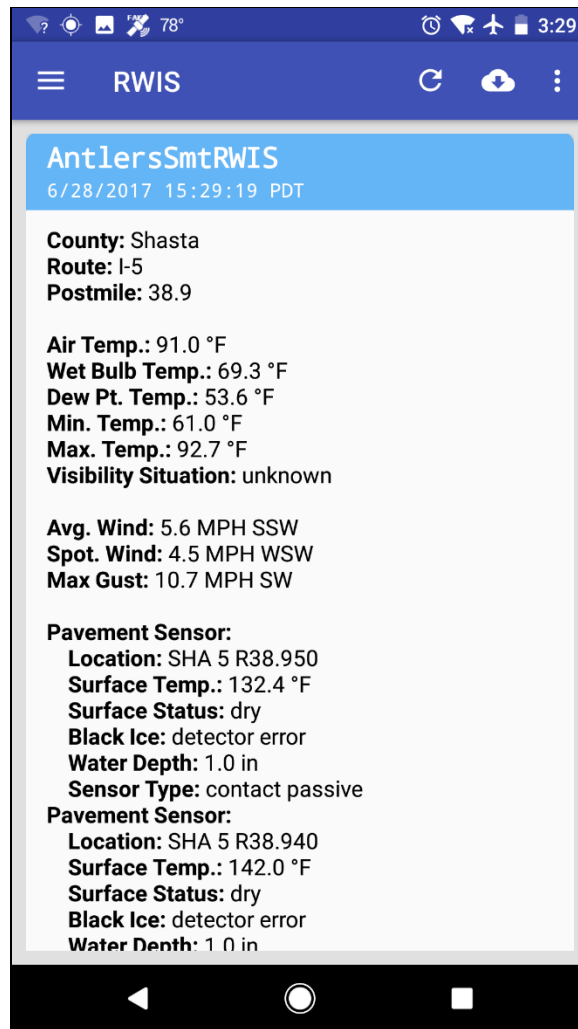 78°
3:29
RWIS
AntlersSmtRWIS
6/28/2017 15:29:19 PDT
County: Shasta
Route: I-5
Postmile: 38.9
Air Temp.: 91.0 °F
Wet Bulb Temp.: 69.3 °F
Dew Pt. Temp.: 53.6 °F
Min. Temp.: 61.0 °F
Max. Temp.: 92.7 °F
Visibility Situation: unknown
Avg. Wind: 5.6 MPH SSW
Spot. Wind: 4.5 MPH WSW
Max Gust: 10.7 MPH SW
Pavement Sensor:
Location: SHA 5 R38.950
Surface Temp.: 132.4 °F
Surface Status: dry
Black Ice: detector error
Water Depth: 1.0 in
Sensor Type: contact passive
Pavement Sensor:
Location: SHA 5 R38.940
Surface Temp.: 142.0 °F
Surface Status: dry
Black Ice: detector error
Water Depth: 1.0 in